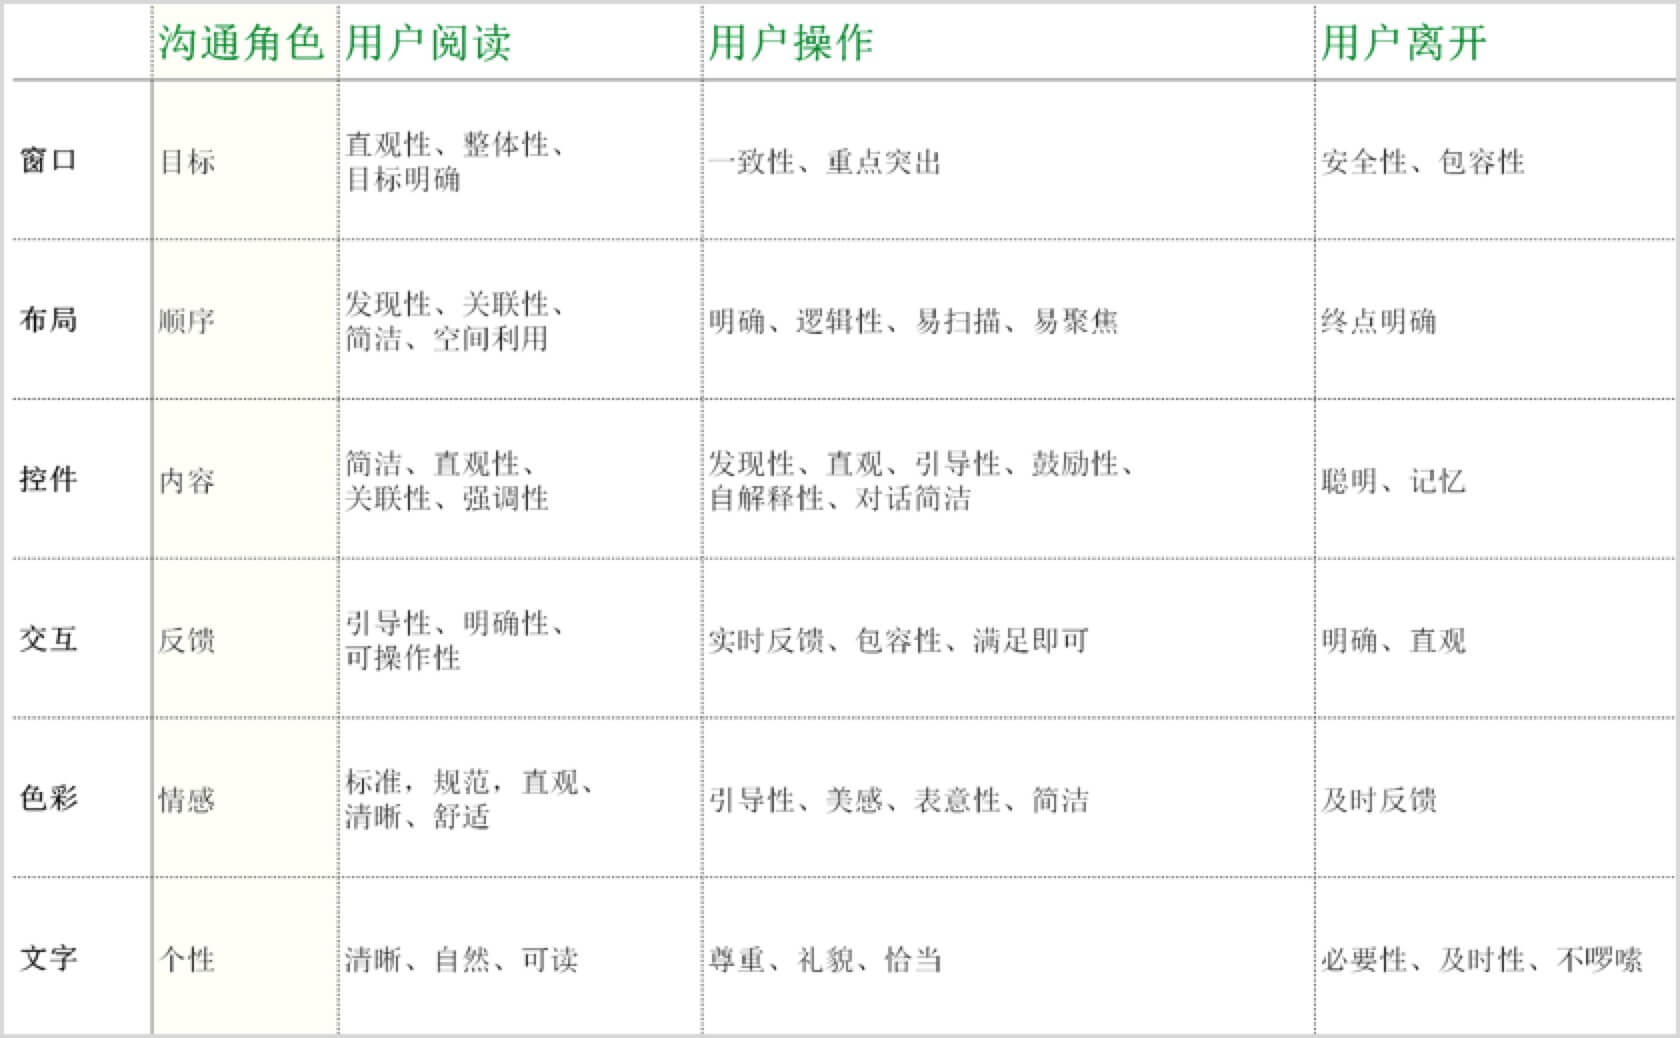 沟通角色 用户阅读 用户操作 用户离开
窗口 目标 直观性、整体性、
目标明确 一致性、重点突出 安全性、包容性
布局 顺序 发现性、关联性、
简洁、空间利用 明确、逻辑性、易扫描、易聚焦 终点明确
控件 内容 简洁、直观性、
关联性、强调性 发现性、直观、引导性、鼓励性、
自解释性、对话简洁 聪明、记忆
交互 反馈 引导性、明确性、
可操作性 实时反馈、包容性、满足即可 明确、直观
色彩 情感 标准，规范，直观、
清晰、舒适 引导性、美感、表意性、简洁 及时反馈
文字 个性 清晰、自然、可读 尊重、礼貌、恰当 必要性、及时性、不啰嗦